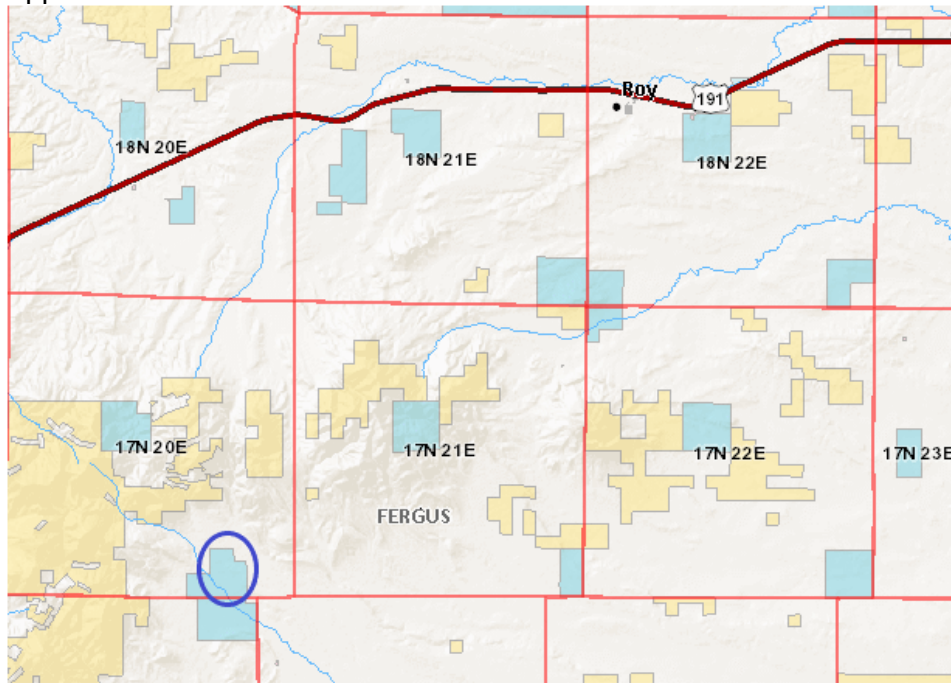 Roy
191
18N 20E
18N 21E
18N 22E
17N 20E
17N 21E
17N 22E
17N 23E
FERGUS